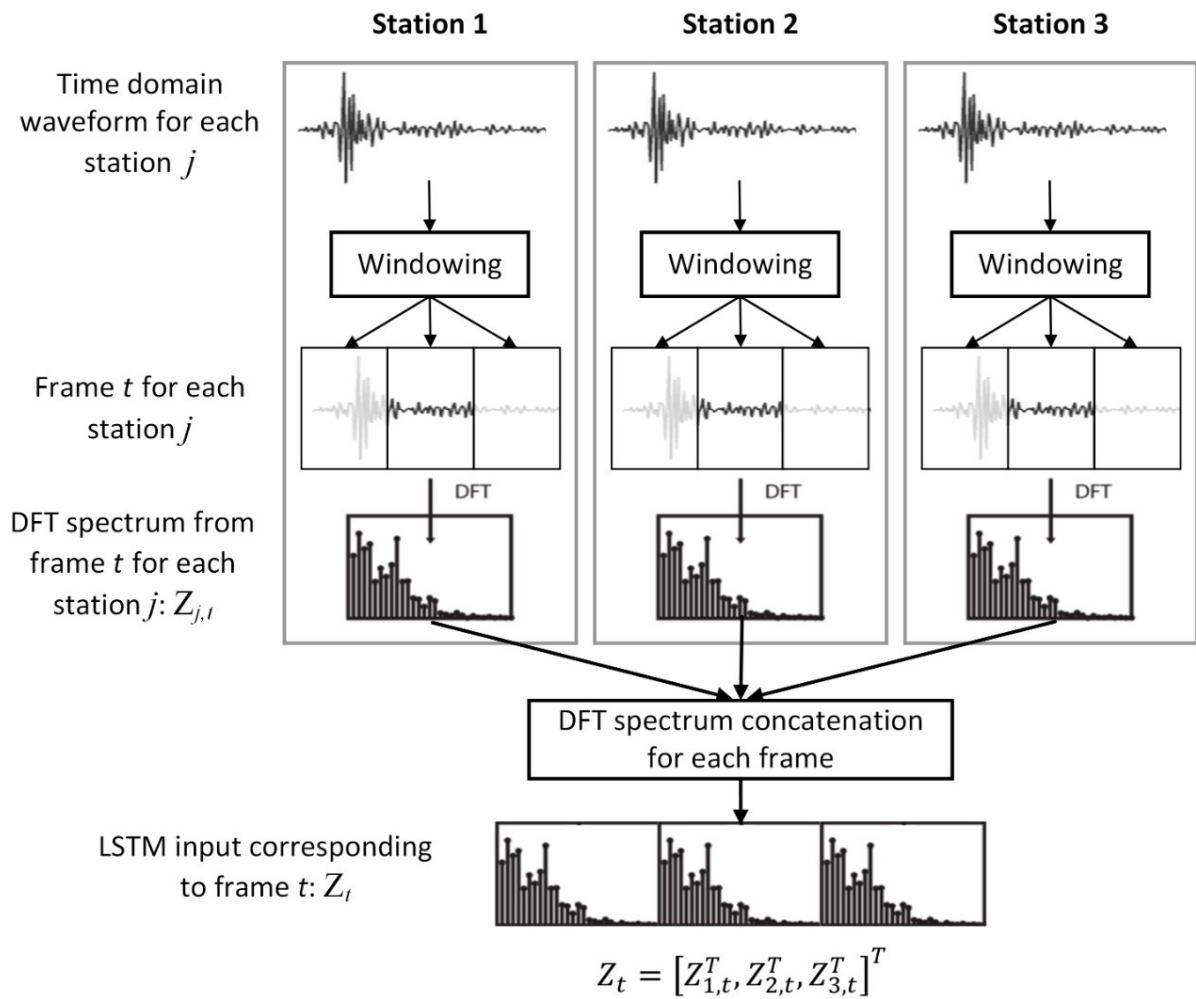 Station 1
Station 2
Station 3
Time domain
waveform for each
station j
Windowing
Windowing
Windowing
Frame t for each
station j
DFT
DFT
DFT
DFT spectrum from
frame t for each
station j: Z_{j,t}
DFT spectrum concatenation
for each frame
LSTM input corresponding
to frame t: Z_t
Z_t = [Z_{1,t}^T, Z_{2,t}^T, Z_{3,t}^T]^T